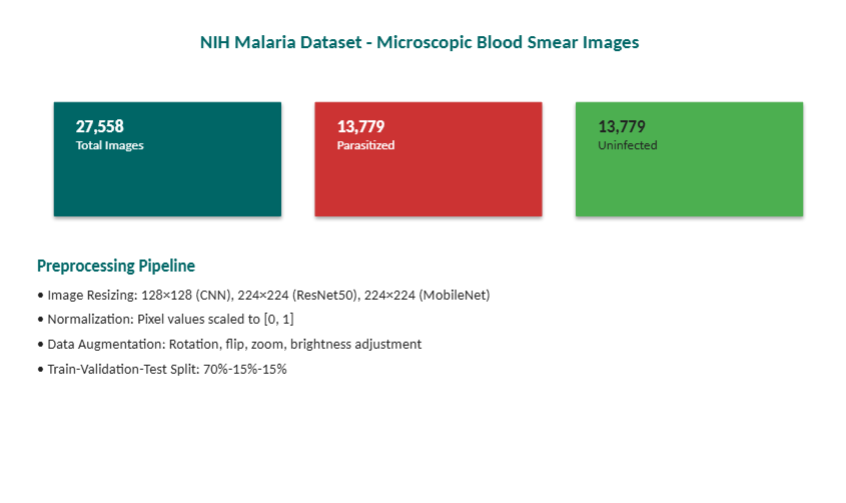 NIH Malaria Dataset - Microscopic Blood Smear Images
27,558
Total Images
13,779
Parasitized
13,779
Uninfected
Preprocessing Pipeline
• Image Resizing: 128×128 (CNN), 224×224 (ResNet50), 224×224 (MobileNet)
• Normalization: Pixel values scaled to [0, 1]
• Data Augmentation: Rotation, flip, zoom, brightness adjustment
• Train-Validation-Test Split: 70%-15%-15%